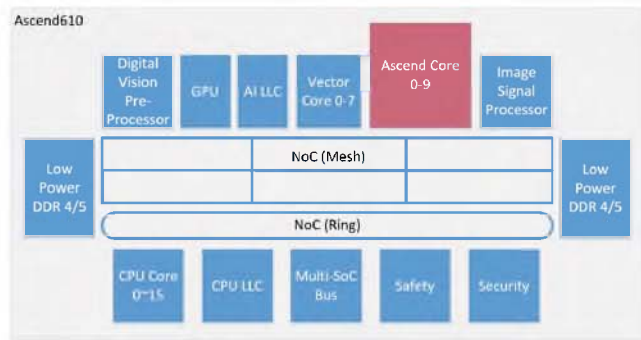 Ascend610
Digital
Vision
Pre-
Processor
GPU
AI LLC
Vector
Core 0-7
Ascend Core
0-9
Image
Signal
Processor
Low
Power
DDR 4/5
NoC (Mesh)
Low
Power
DDR 4/5
NoC (Ring)
CPU Core
0~15
CPU LLC
Multi-SoC
Bus
Safety
Security